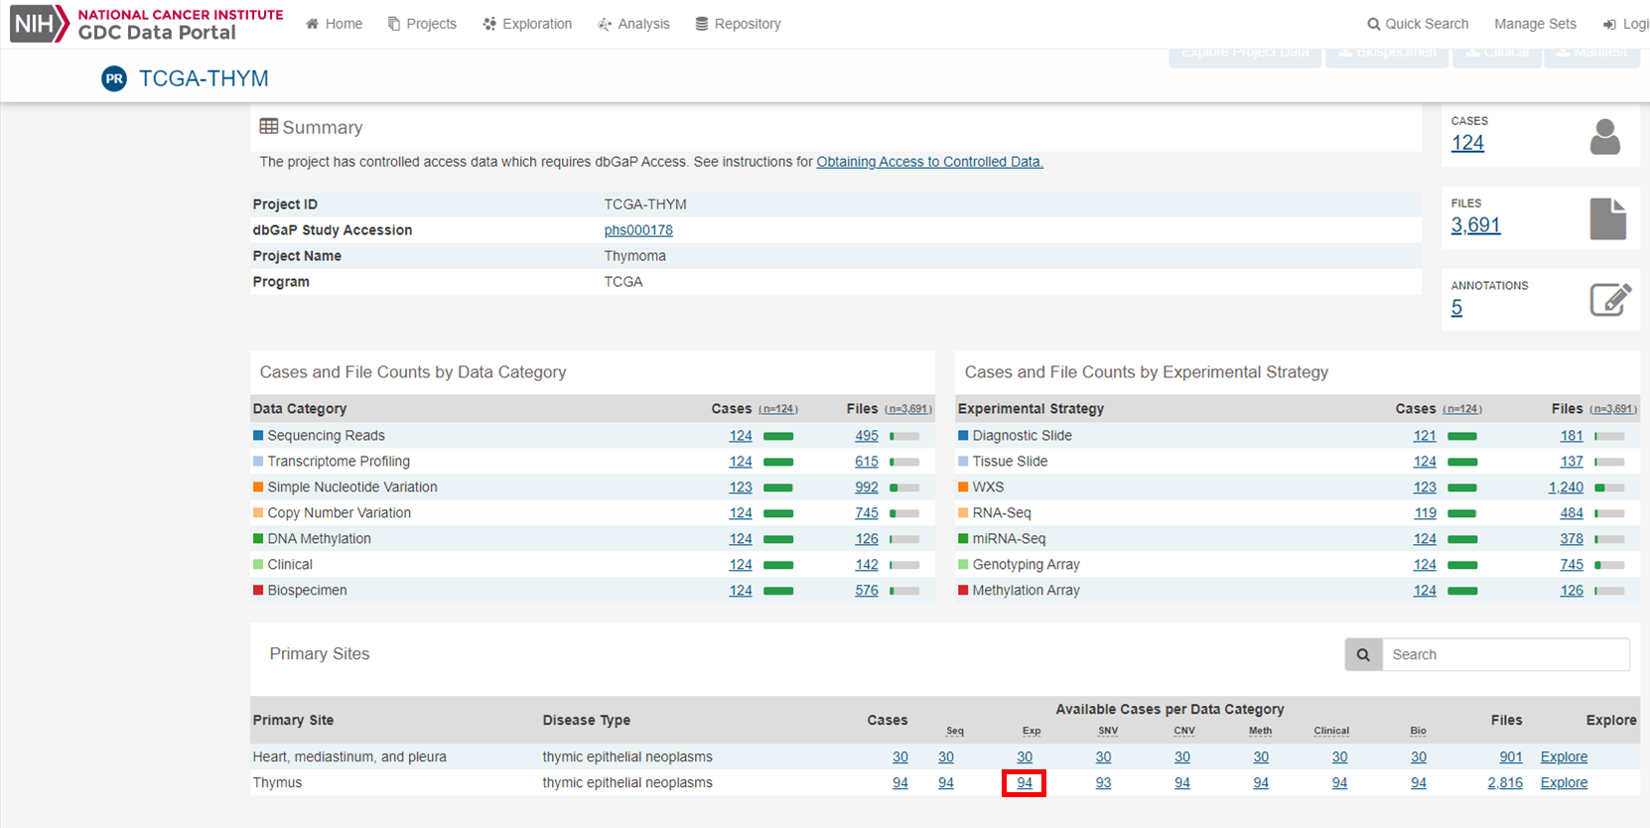 NIH NATIONAL CANCER INSTITUTE
GDC Data Portal
Home Projects Exploration Analysis Repository Quick Search Manage Sets Logi
Explore Project Data Biospecimen Clinical Manifest
PR TCGA-THYM
Summary
The project has controlled access data which requires dbGaP Access. See instructions for Obtaining Access to Controlled Data.
Project ID TCGA-THYM
dbGaP Study Accession phs000178
Project Name Thymoma
Program TCGA
CASES
124
FILES
3,691
ANNOTATIONS
5
Cases and File Counts by Data Category
Data Category Cases (n=124) Files (n=3,691)
Sequencing Reads 124 495
Transcriptome Profiling 124 615
Simple Nucleotide Variation 123 992
Copy Number Variation 124 745
DNA Methylation 124 126
Clinical 124 142
Biospecimen 124 576
Cases and File Counts by Experimental Strategy
Experimental Strategy Cases (n=124) Files (n=3,691)
Diagnostic Slide 121 181
Tissue Slide 124 137
WXS 123 1,240
RNA-Seq 119 484
miRNA-Seq 124 378
Genotyping Array 124 745
Methylation Array 124 126
Primary Sites
Search
Available Cases per Data Category
Primary Site Disease Type Cases Seq Exp SNV CNV Meth Clinical Bio Files Explore
Heart, mediastinum, and pleura thymic epithelial neoplasms 30 30 30 30 30 30 30 30 901 Explore
Thymus thymic epithelial neoplasms 94 94 94 93 94 94 94 94 2,816 Explore